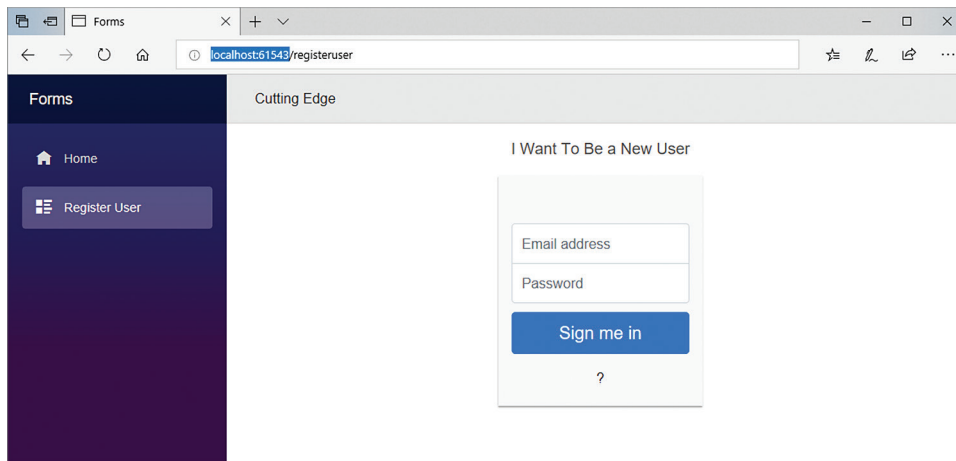 Forms
localhost:61543/registeruser
Forms
Cutting Edge
Home
Register User
I Want To Be a New User
Email address
Password
Sign me in
?